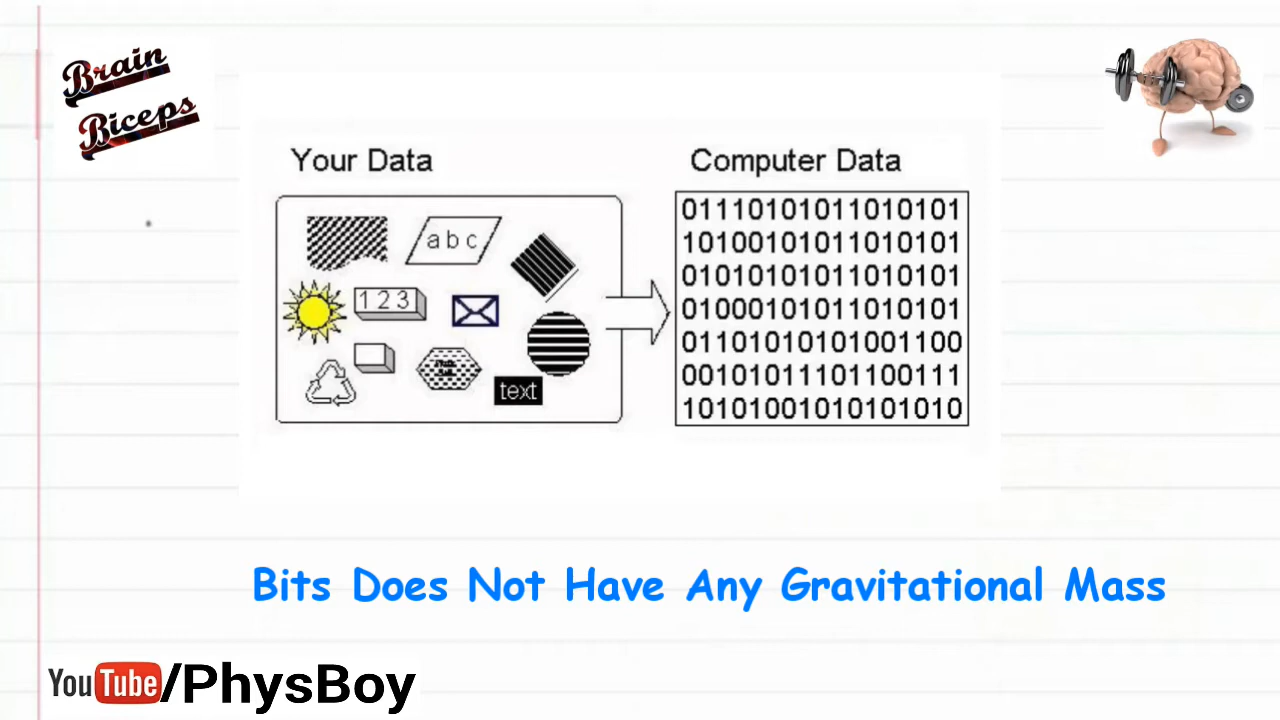 Brain
Biceps
Your Data
Computer Data
abc
123
text
01110101011010101
10100101011010101
01010101011010101
01000101011010101
01101010101001100
00101011101100111
10101001010101010
Bits Does Not Have Any Gravitational Mass
YouTube/PhysBoy